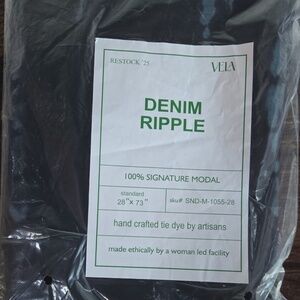 RESTOCK '25
VELA
DENIM
RIPPLE
100% SIGNATURE MODAL
standard
28"x 73"
sku# SND-M-1055-28
hand crafted tie dye by artisans
made ethically by a woman led facility